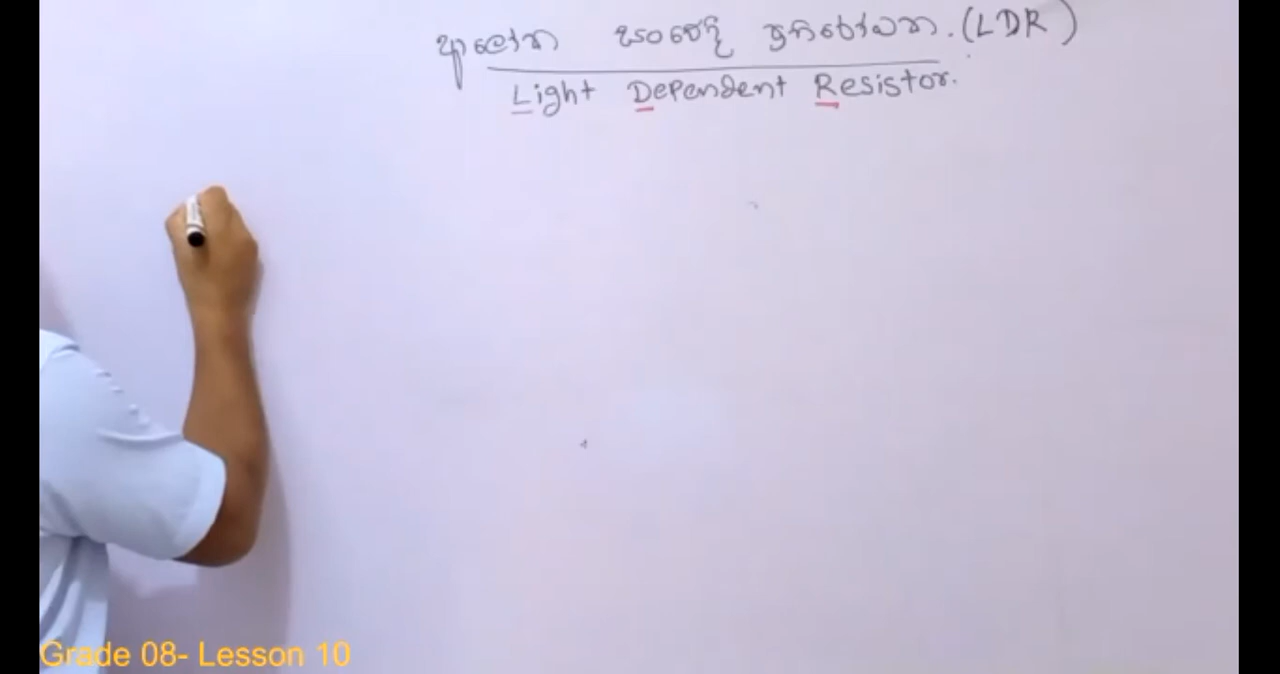 ආලෝක සංවේදී ප්‍රතිරෝධක. (LDR)
Light Dependent Resistor.
Grade 08- Lesson 10